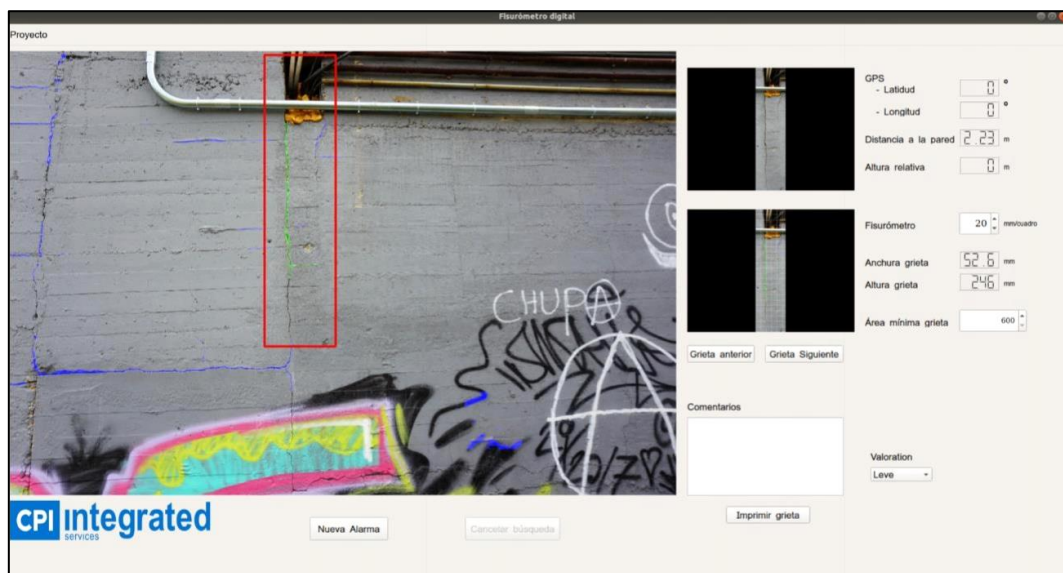 Fisurómetro digital
Proyecto
GPS
- Latidud 0 °
- Longitud 0 °
Distancia a la pared 2.23 m
Altura relativa 0 m
Fisurómetro 20 mm/cuadro
Anchura grieta 52.6 mm
Altura grieta 246 mm
Área mínima grieta 600
Grieta anterior Grieta Siguiente
CHUPA
A
Comentarios
Valoration
Leve
Imprimir grieta
CPI integrated
services
Nueva Alarma Cancelar búsqueda